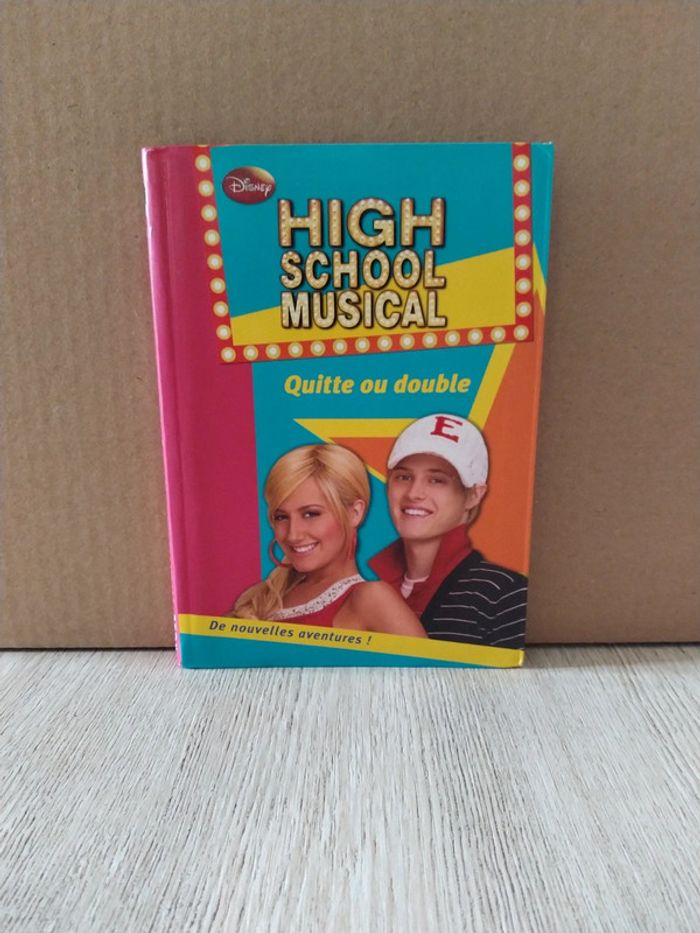 Disney
HIGH
SCHOOL
MUSICAL
Quitte ou double
E
De nouvelles aventures !